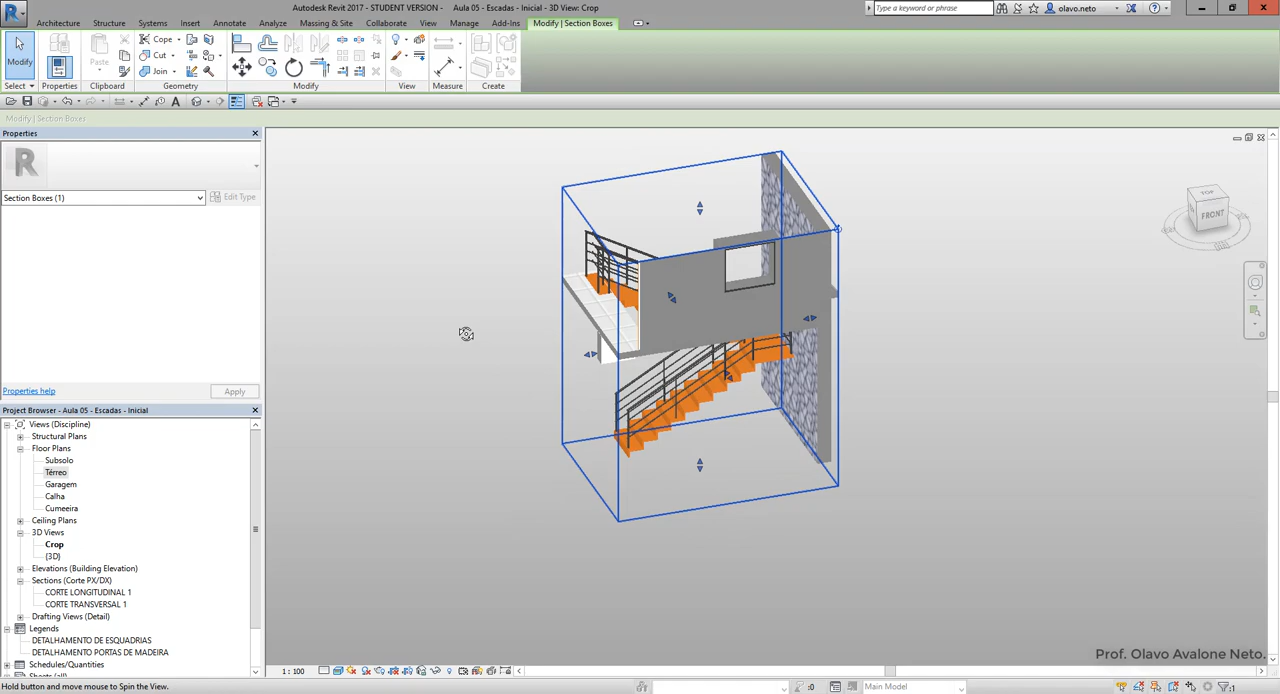 Autodesk Revit 2017 - STUDENT VERSION - Aula 05 - Escadas - Inicial - 3D View: Crop
Type a keyword or phrase
olavo.neto
Architecture Structure Systems Insert Annotate Analyze Massing & Site Collaborate View Manage Add-Ins Modify | Section Boxes
Modify
Paste
Cope
Cut
Join
Select Properties Clipboard Geometry Modify View Measure Create
Modify | Section Boxes
Properties
Section Boxes (1)
Edit Type
Properties help
Apply
Project Browser - Aula 05 - Escadas - Inicial
Views (Discipline)
Structural Plans
Floor Plans
Subsolo
Térreo
Garagem
Calha
Cumeeira
Ceiling Plans
3D Views
Crop
{3D}
Elevations (Building Elevation)
Sections (Corte PX/DX)
CORTE LONGITUDINAL 1
CORTE TRANSVERSAL 1
Drafting Views (Detail)
Legends
DETALHAMENTO DE ESQUADRIAS
DETALHAMENTO PORTAS DE MADEIRA
Schedules/Quantities
Sheets (all)
TOP
FRONT
Prof. Olavo Avalone Neto.
1 : 100
Hold button and move mouse to Spin the View.
:0
Main Model
:1